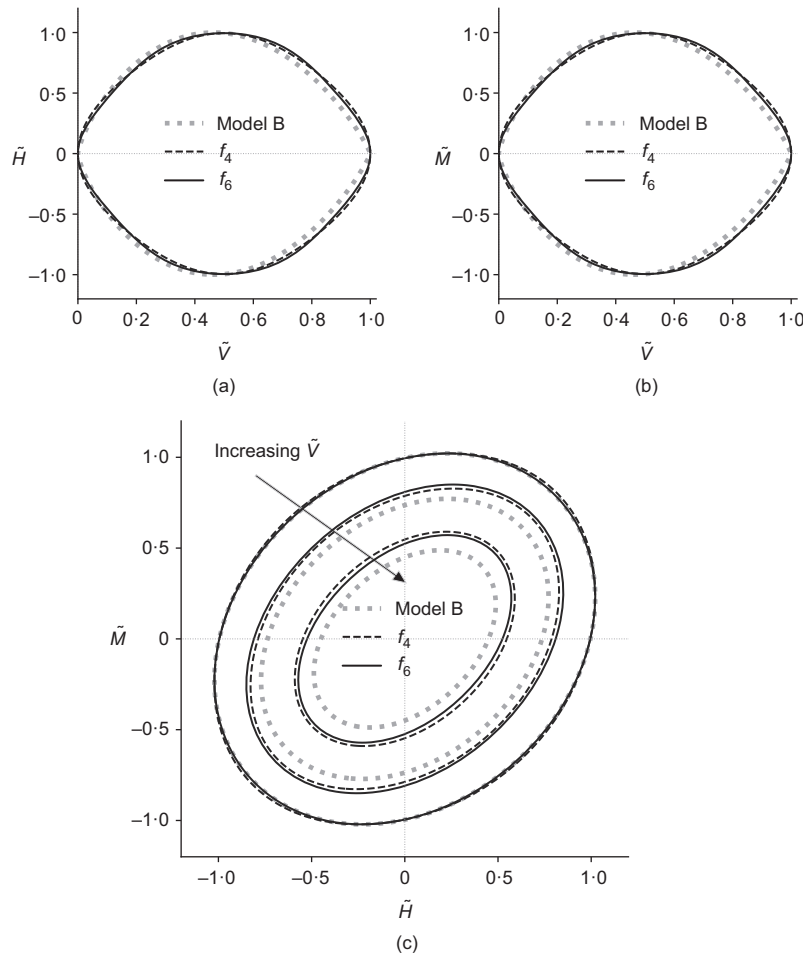 1·0
0·5
0
–0·5
–1·0
H̃
Model B
f4
f6
0
0·2
0·4
0·6
0·8
1·0
Ṽ
(a)
1·0
0·5
0
–0·5
–1·0
M̃
Model B
f4
f6
0
0·2
0·4
0·6
0·8
1·0
Ṽ
(b)
1·0
0·5
0
–0·5
–1·0
M̃
Increasing Ṽ
Model B
f4
f6
–1·0
–0·5
0
0·5
1·0
H̃
(c)